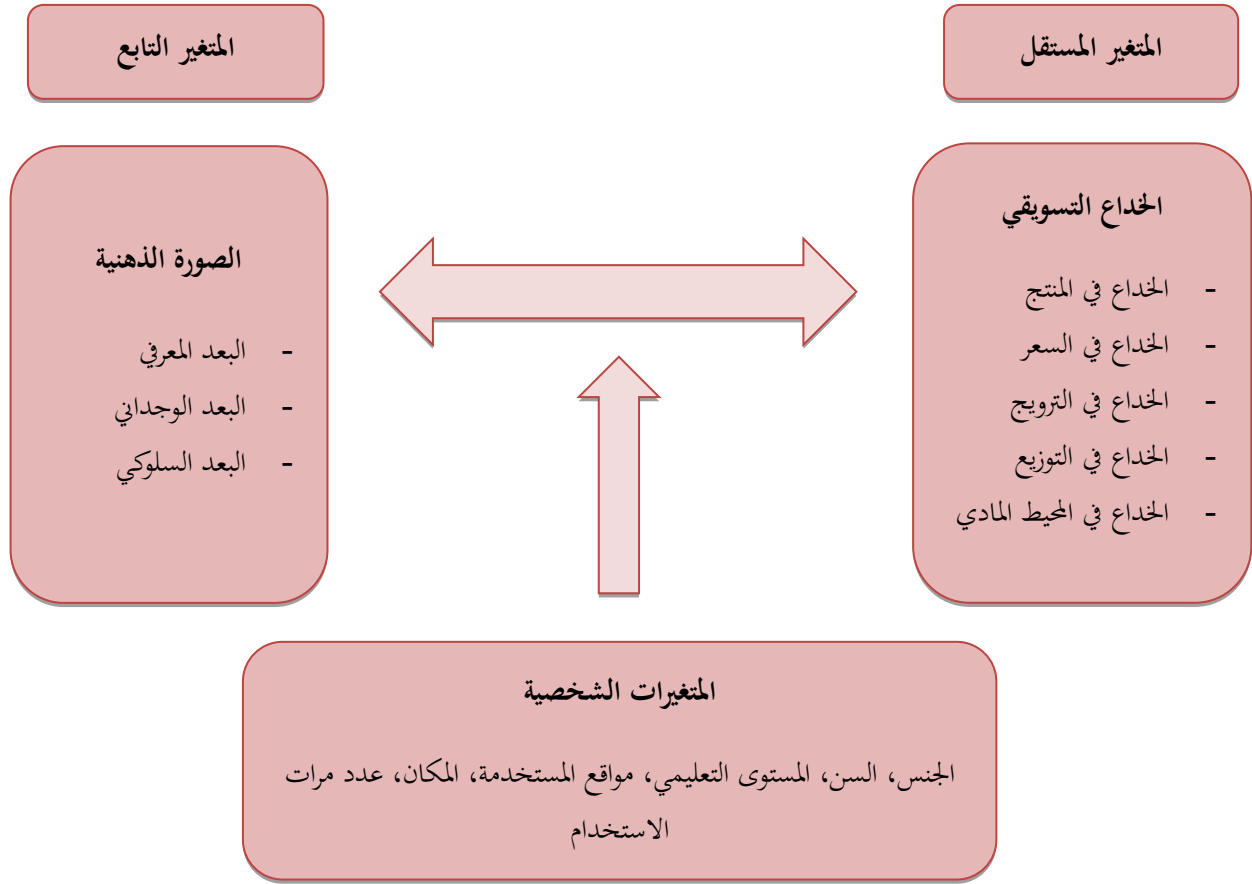 المتغير المستقل
المتغير التابع
الخداع التسويقي
- الخداع في المنتج
- الخداع في السعر
- الخداع في الترويج
- الخداع في التوزيع
- الخداع في المحيط المادي
الصورة الذهنية
- البعد المعرفي
- البعد الوجداني
- البعد السلوكي
المتغيرات الشخصية
الجنس، السن، المستوى التعليمي، مواقع المستخدمة، المكان، عدد مرات
الاستخدام